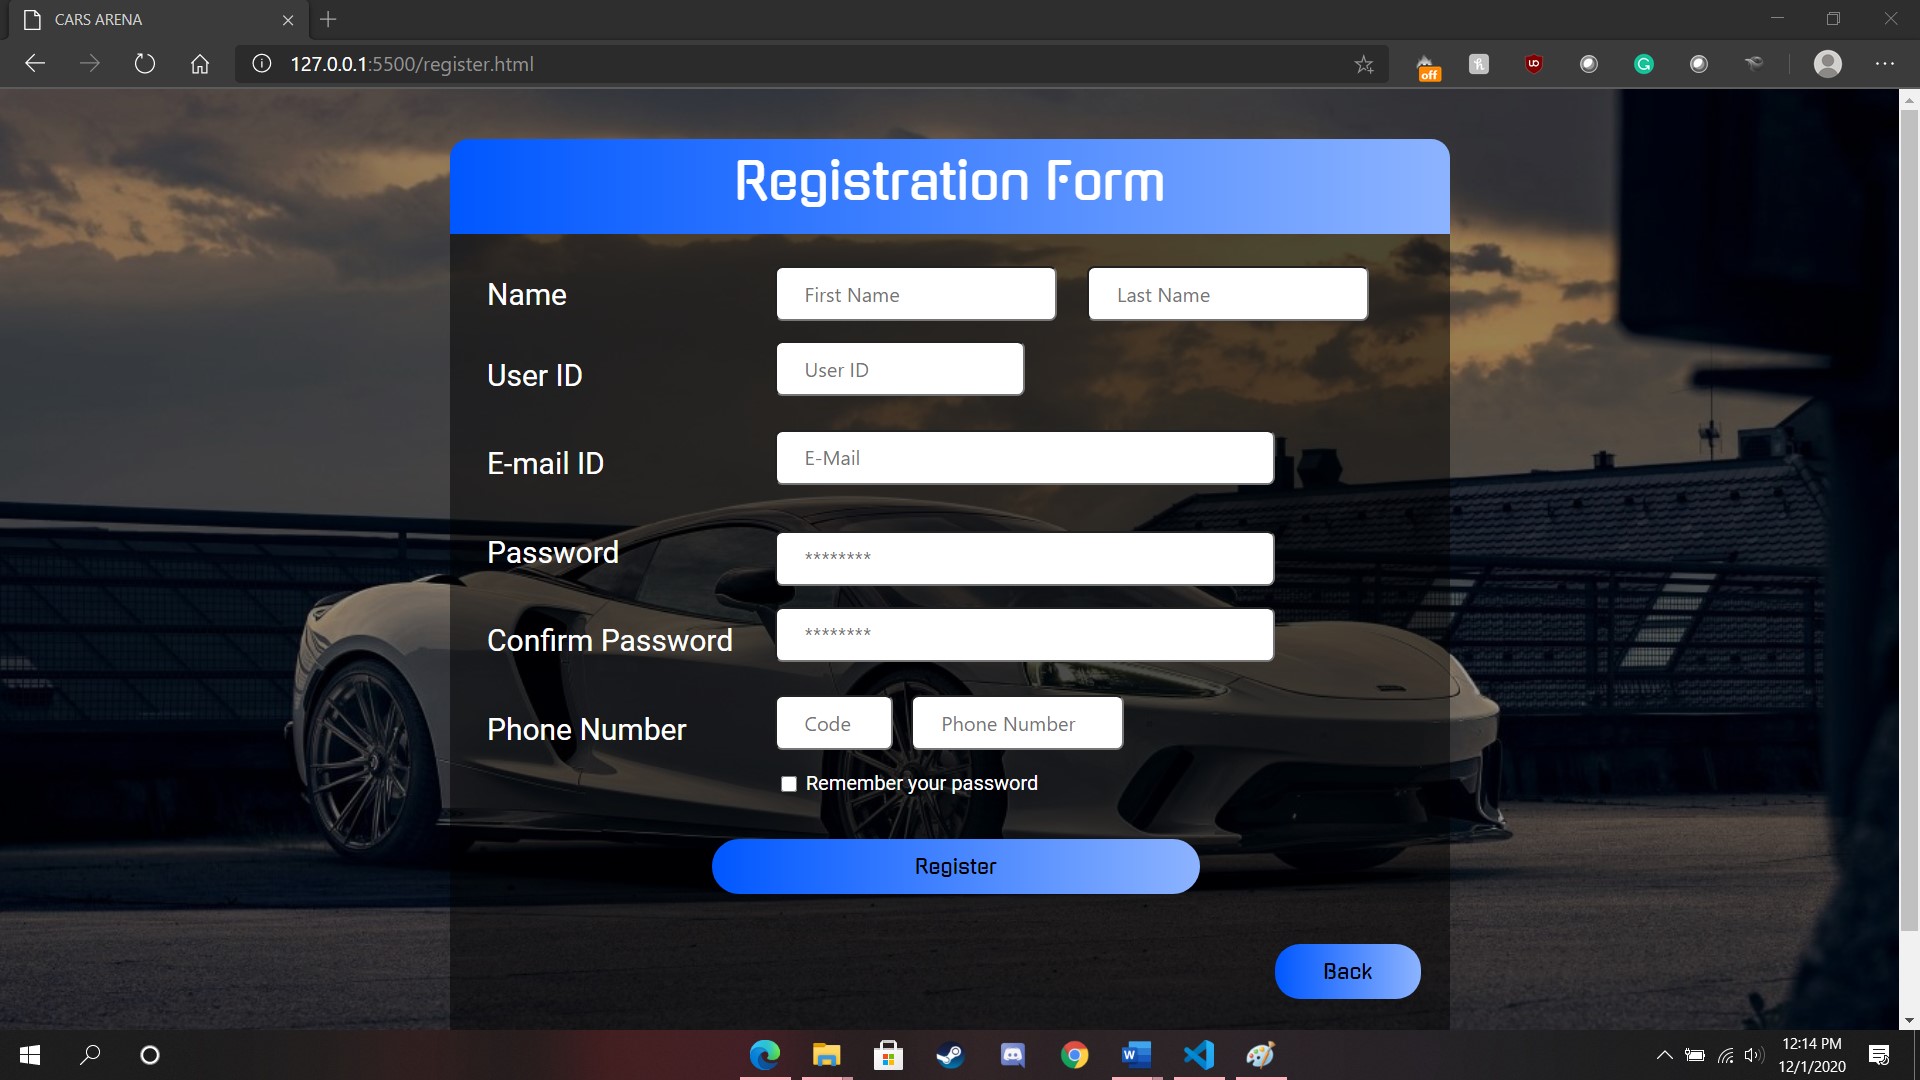 CARS ARENA
127.0.0.1:5500/register.html
off
Registration Form
Name
First Name
Last Name
User ID
User ID
E-mail ID
E-Mail
Password
********
Confirm Password
********
Phone Number
Code
Phone Number
Remember your password
Register
Back
12:14 PM
12/1/2020